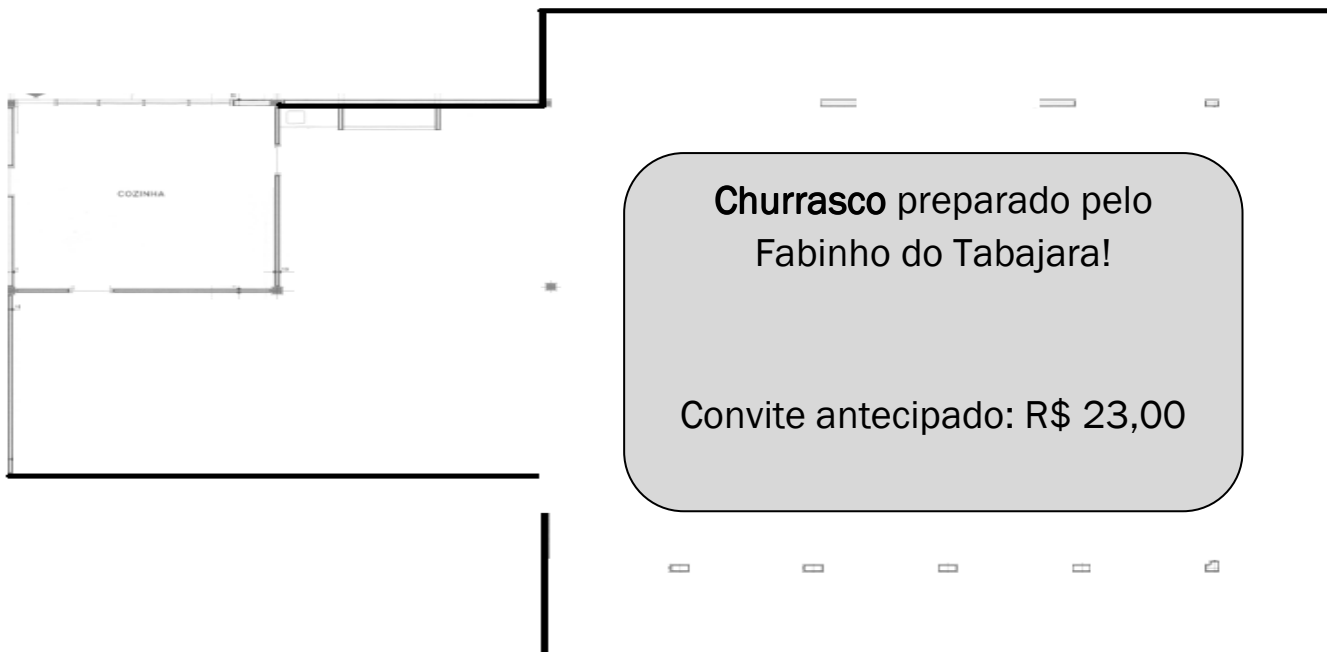 COZINHA
Churrasco preparado pelo
Fabinho do Tabajara!
Convite antecipado: R$ 23,00